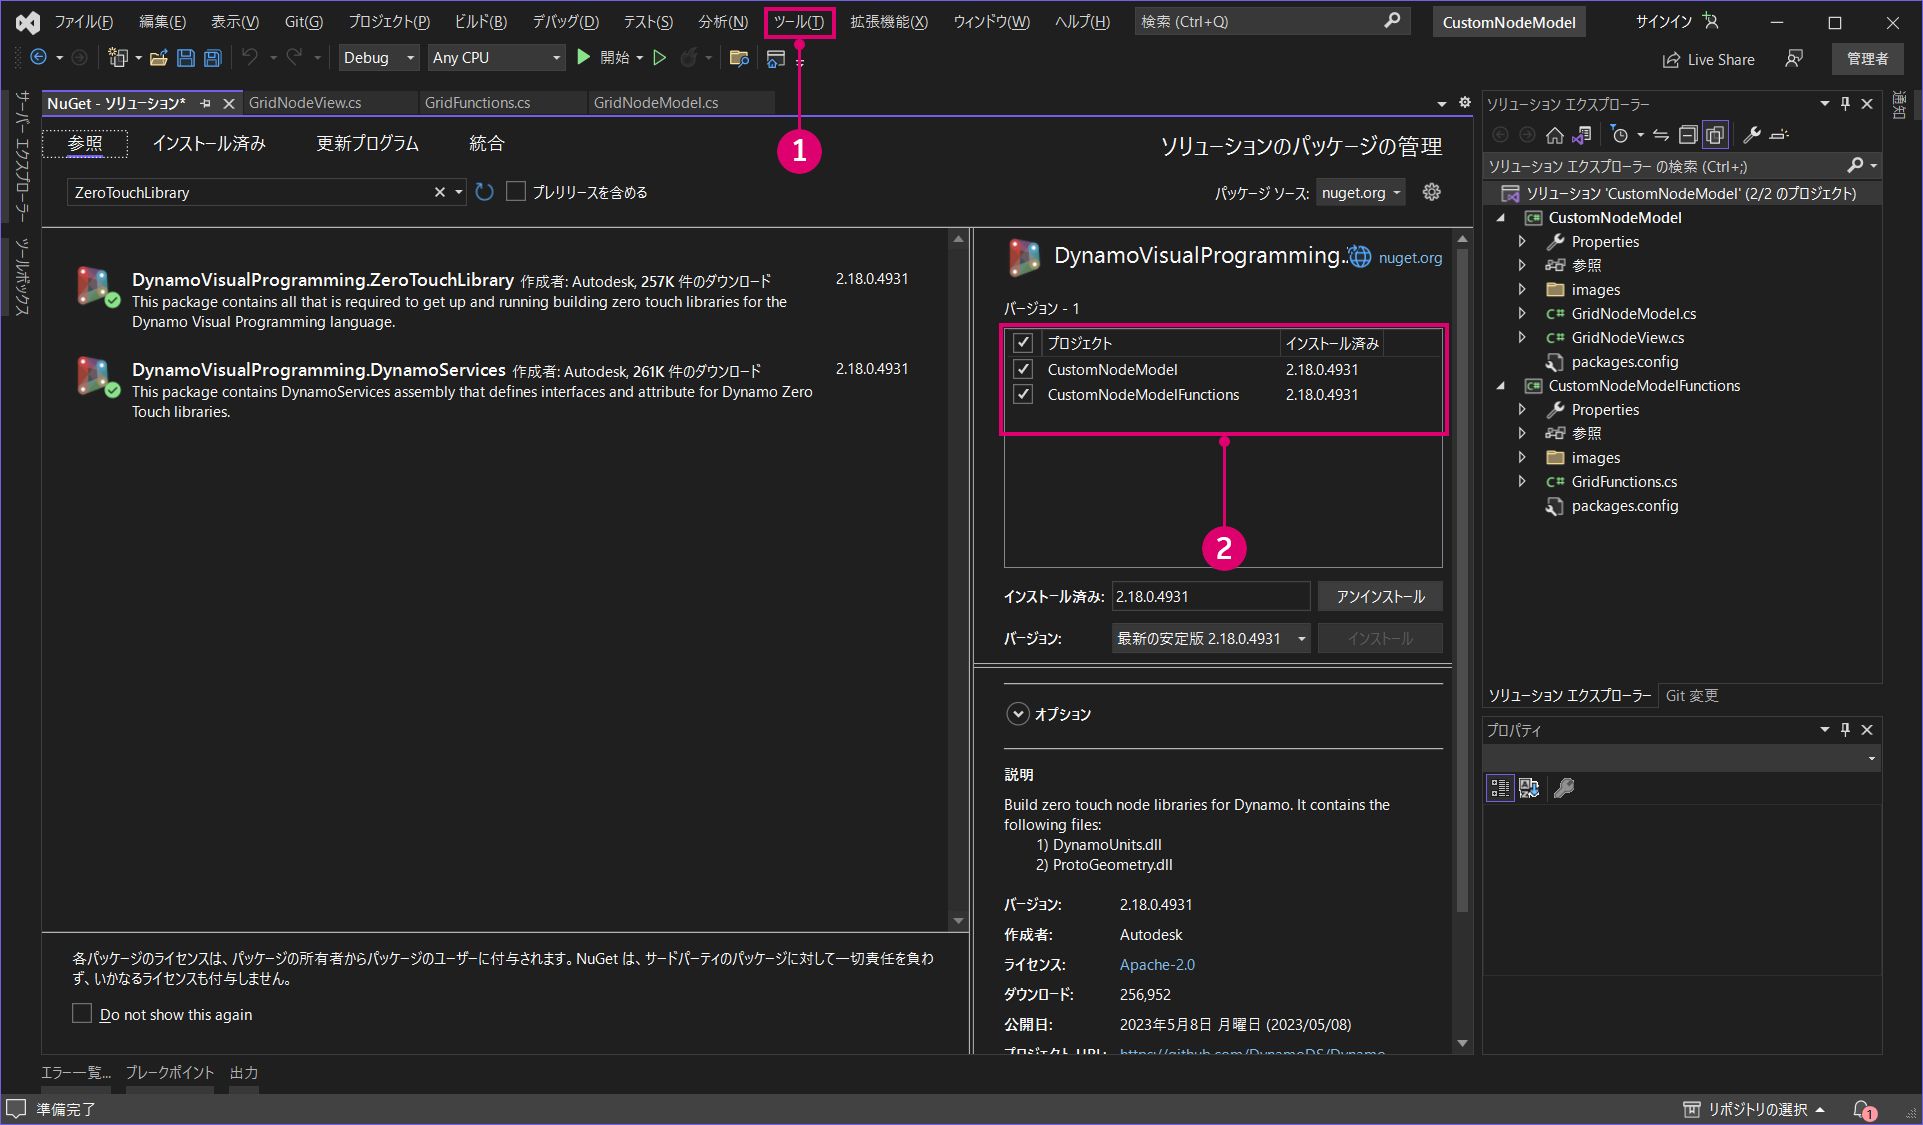 ファイル(F) 編集(E) 表示(V) Git(G) プロジェクト(P) ビルド(B) デバッグ(D) テスト(S) 分析(N) ツール(T) 拡張機能(X) ウィンドウ(W) ヘルプ(H) 検索 (Ctrl+Q) CustomNodeModel サインイン
Debug Any CPU 開始 Live Share 管理者
サーバー エクスプローラー
ツールボックス
NuGet - ソリューション* GridNodeView.cs GridFunctions.cs GridNodeModel.cs
参照 インストール済み 更新プログラム 統合
1
ソリューションのパッケージの管理
ZeroTouchLibrary プレリリースを含める
パッケージ ソース: nuget.org
DynamoVisualProgramming.ZeroTouchLibrary 作成者: Autodesk, 257K 件のダウンロード 2.18.0.4931
This package contains all that is required to get up and running building zero touch libraries for the
Dynamo Visual Programming language.
DynamoVisualProgramming.DynamoServices 作成者: Autodesk, 261K 件のダウンロード 2.18.0.4931
This package contains DynamoServices assembly that defines interfaces and attribute for Dynamo Zero
Touch libraries.
各パッケージのライセンスは、パッケージの所有者からパッケージのユーザーに付与されます。NuGet は、サードパーティのパッケージに対して一切責任を負わ
ず、いかなるライセンスも付与しません。
Do not show this again
DynamoVisualProgramming. nuget.org
バージョン - 1
プロジェクト インストール済み
CustomNodeModel 2.18.0.4931
CustomNodeModelFunctions 2.18.0.4931
2
インストール済み: 2.18.0.4931 アンインストール
バージョン: 最新の安定版 2.18.0.4931 インストール
オプション
説明
Build zero touch node libraries for Dynamo. It contains the
following files:
1) DynamoUnits.dll
2) ProtoGeometry.dll
バージョン: 2.18.0.4931
作成者: Autodesk
ライセンス: Apache-2.0
ダウンロード: 256,952
公開日: 2023年5月8日 月曜日 (2023/05/08)
プロジェクト URL: https://github.com/DynamoDS/Dynamo
ソリューション エクスプローラー
通知
ソリューション エクスプローラー の検索 (Ctrl+;)
ソリューション 'CustomNodeModel' (2/2 のプロジェクト)
CustomNodeModel
Properties
参照
images
C# GridNodeModel.cs
C# GridNodeView.cs
packages.config
CustomNodeModelFunctions
Properties
参照
images
C# GridFunctions.cs
packages.config
ソリューション エクスプローラー Git 変更
プロパティ
エラー一覧... ブレークポイント 出力
準備完了 リポジトリの選択 1